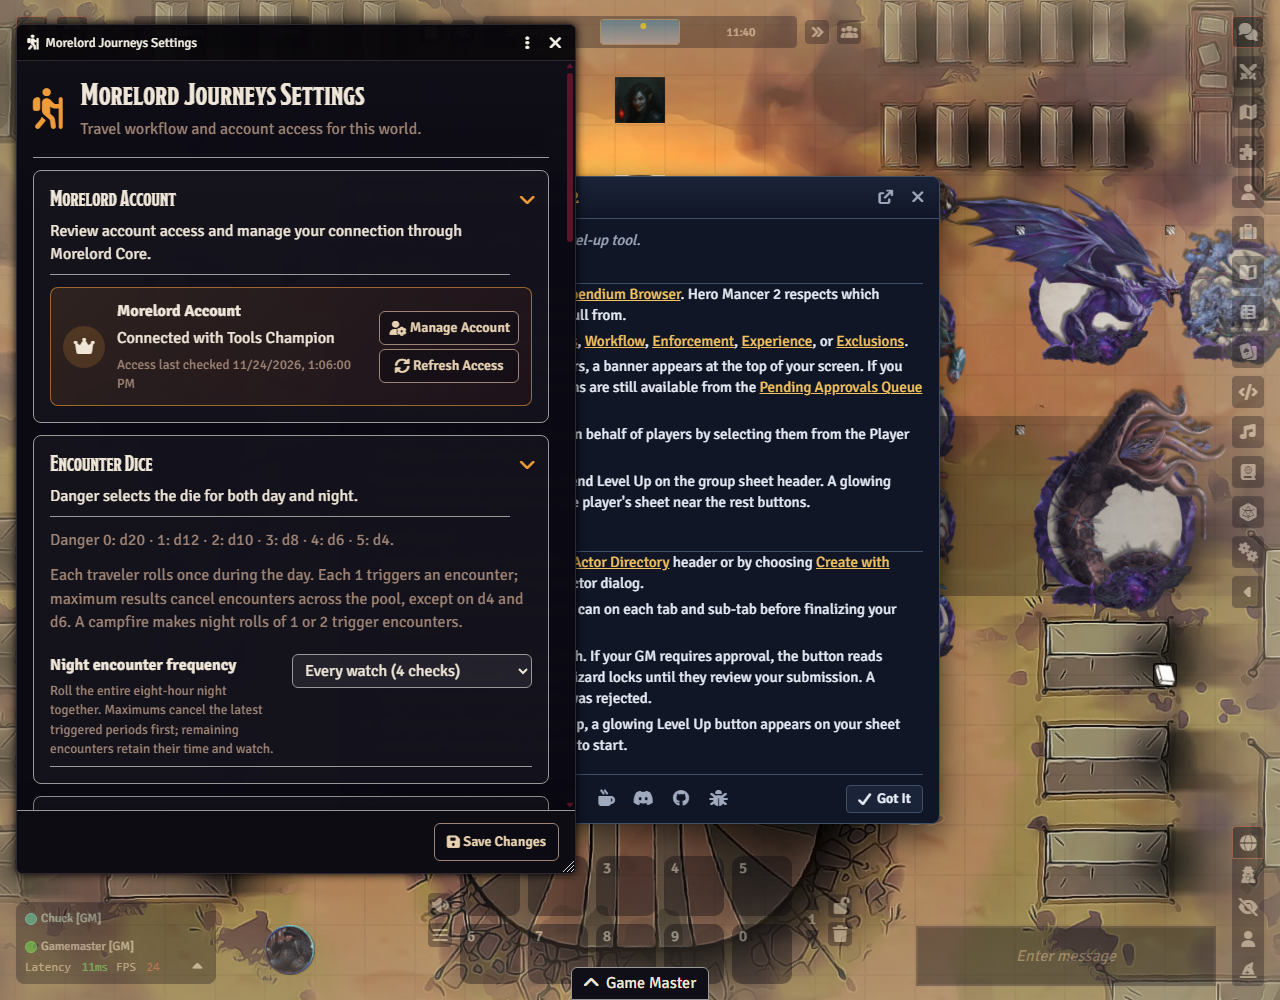 Morelord Journeys Settings
11:40
Morelord Journeys Settings
Travel workflow and account access for this world.
Morelord Account
Review account access and manage your connection through
Morelord Core.
Morelord Account
Connected with Tools Champion
Access last checked 11/24/2026, 1:06:00
PM
Manage Account
Refresh Access
Encounter Dice
Danger selects the die for both day and night.
Danger 0: d20 · 1: d12 · 2: d10 · 3: d8 · 4: d6 · 5: d4.
Each traveler rolls once during the day. Each 1 triggers an encounter;
maximum results cancel encounters across the pool, except on d4 and
d6. A campfire makes night rolls of 1 or 2 trigger encounters.
Night encounter frequency
Every watch (4 checks)
Roll the entire eight-hour night
together. Maximums cancel the latest
triggered periods first; remaining
encounters retain their time and watch.
Save Changes
2
el-up tool.
pendium Browser. Hero Mancer 2 respects which
ull from.
, Workflow, Enforcement, Experience, or Exclusions.
rs, a banner appears at the top of your screen. If you
ns are still available from the Pending Approvals Queue
n behalf of players by selecting them from the Player
end Level Up on the group sheet header. A glowing
e player's sheet near the rest buttons.
Actor Directory header or by choosing Create with
ctor dialog.
can on each tab and sub-tab before finalizing your
h. If your GM requires approval, the button reads
izard locks until they review your submission. A
was rejected.
p, a glowing Level Up button appears on your sheet
to start.
Got It
3 4 5
1
6 7 8 9 0
Chuck [GM]
Gamemaster [GM]
Latency 11ms FPS 24
Game Master
Enter message